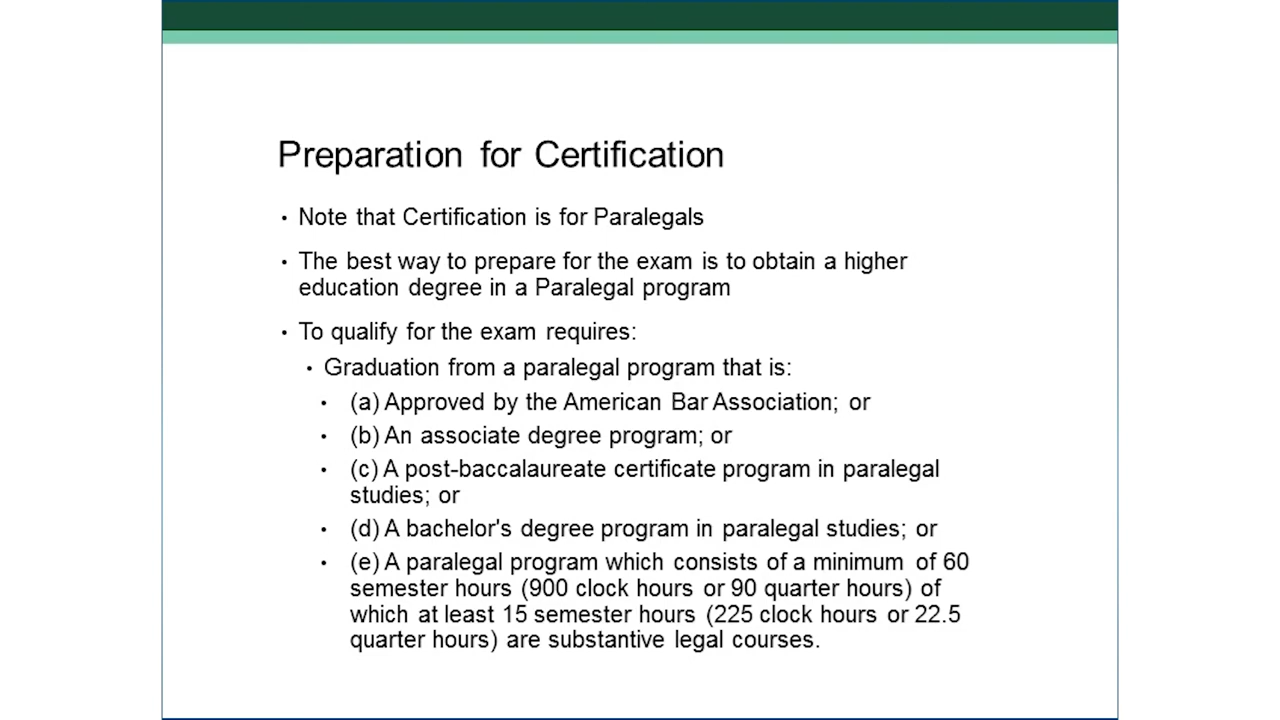 Preparation for Certification
• Note that Certification is for Paralegals
• The best way to prepare for the exam is to obtain a higher
education degree in a Paralegal program
• To qualify for the exam requires:
• Graduation from a paralegal program that is:
• (a) Approved by the American Bar Association; or
• (b) An associate degree program; or
• (c) A post-baccalaureate certificate program in paralegal
studies; or
• (d) A bachelor's degree program in paralegal studies; or
• (e) A paralegal program which consists of a minimum of 60
semester hours (900 clock hours or 90 quarter hours) of
which at least 15 semester hours (225 clock hours or 22.5
quarter hours) are substantive legal courses.